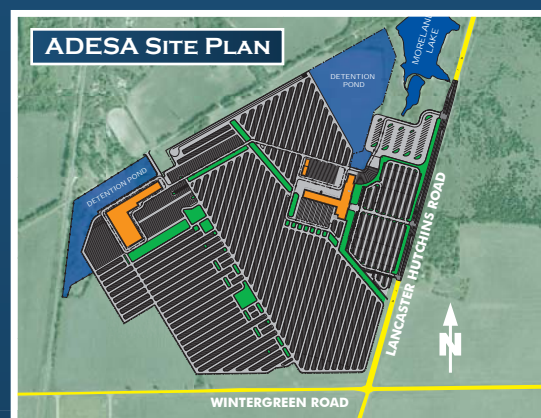 ADESA SITE PLAN
MORELAND
LAKE
DETENTION
POND
DETENTION POND
LANCASTER HUTCHINS ROAD
N
WINTERGREEN ROAD